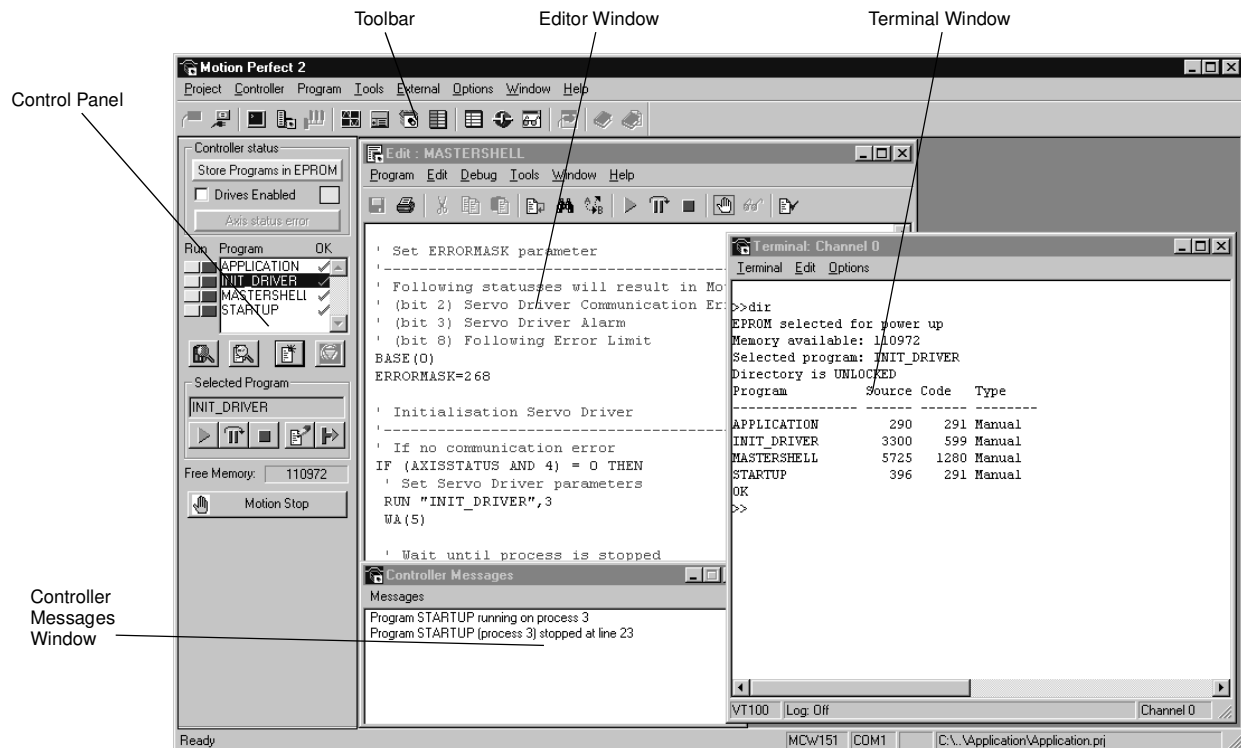 Toolbar
Editor Window
Terminal Window
Control Panel
Motion Perfect 2
Project Controller Program Tools External Options Window Help
Controller status
Store Programs in EPROM
Drives Enabled
Axis status error
Run Program OK
APPLICATION
INIT_DRIVER
MASTERSHELL
STARTUP
Selected Program
INIT_DRIVER
Free Memory: 110972
Motion Stop
Edit : MASTERSHELL
Program Edit Debug Tools Window Help
' Set ERRORMASK parameter
'----------------------------------------
' Following statusses will result in Mo
' (bit 2) Servo Driver Communication Er
' (bit 3) Servo Driver Alarm
' (bit 8) Following Error Limit
BASE(0)
ERRORMASK=268
' Initialisation Servo Driver
'----------------------------------------
' If no communication error
IF (AXISSTATUS AND 4) = 0 THEN
' Set Servo Driver parameters
RUN "INIT_DRIVER",3
WA(5)
' Wait until process is stopped
Terminal: Channel 0
Terminal Edit Options
>>dir
EPROM selected for power up
Memory available: 110972
Selected program: INIT_DRIVER
Directory is UNLOCKED
Program Source Code Type
---------------- ------ ------ --------
APPLICATION 290 291 Manual
INIT_DRIVER 3300 599 Manual
MASTERSHELL 5725 1280 Manual
STARTUP 396 291 Manual
OK
>>
VT100 Log: Off Channel 0
Controller Messages
Messages
Program STARTUP running on process 3
Program STARTUP (process 3) stopped at line 23
Controller
Messages
Window
Ready MCW151 COM1 C:\..\Application\Application.prj